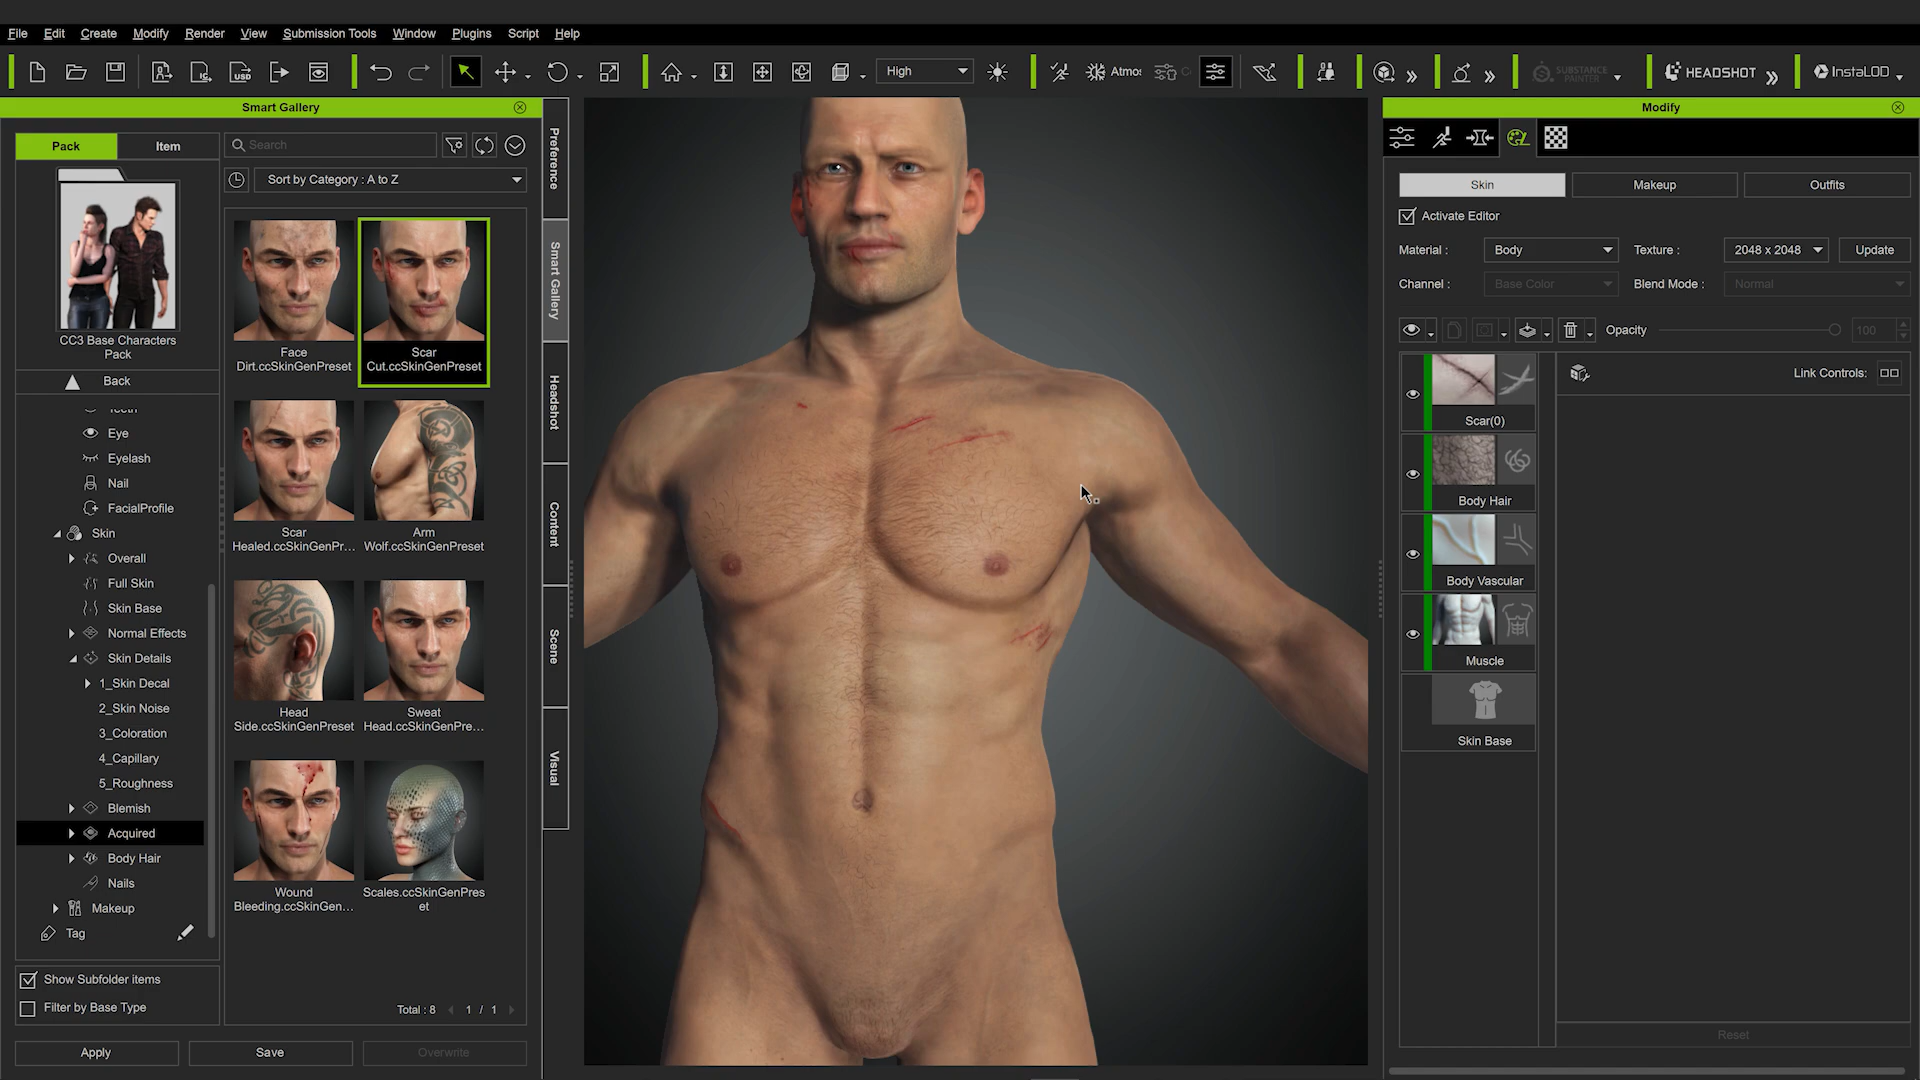 File Edit Create Modify Render View Submission Tools Window Plugins Script Help
High
Atmos
SUBSTANCE PAINTER
HEADSHOT
InstaLOD
Smart Gallery
Pack
Item
Search
Sort by Category : A to Z
CC3 Base Characters
Pack
Back
Eye
Eyelash
Nail
FacialProfile
Skin
Overall
Full Skin
Skin Base
Normal Effects
Skin Details
1_Skin Decal
2_Skin Noise
3_Coloration
4_Capillary
5_Roughness
Blemish
Acquired
Body Hair
Nails
Makeup
Tag
Show Subfolder items
Filter by Base Type
Face
Dirt.ccSkinGenPreset
Scar
Cut.ccSkinGenPreset
Scar
Healed.ccSkinGenPr...
Arm
Wolf.ccSkinGenPreset
Head
Side.ccSkinGenPreset
Sweat
Head.ccSkinGenPre...
Wound
Bleeding.ccSkinGen...
Scales.ccSkinGenPres
et
Total : 8
1 / 1
Apply
Save
Overwrite
Preference
Smart Gallery
Headshot
Content
Scene
Visual
Modify
Skin
Makeup
Outfits
Activate Editor
Material :
Body
Texture :
2048 x 2048
Update
Channel :
Base Color
Blend Mode :
Normal
Opacity
100
Scar(0)
Body Hair
Body Vascular
Muscle
Skin Base
Link Controls:
Reset